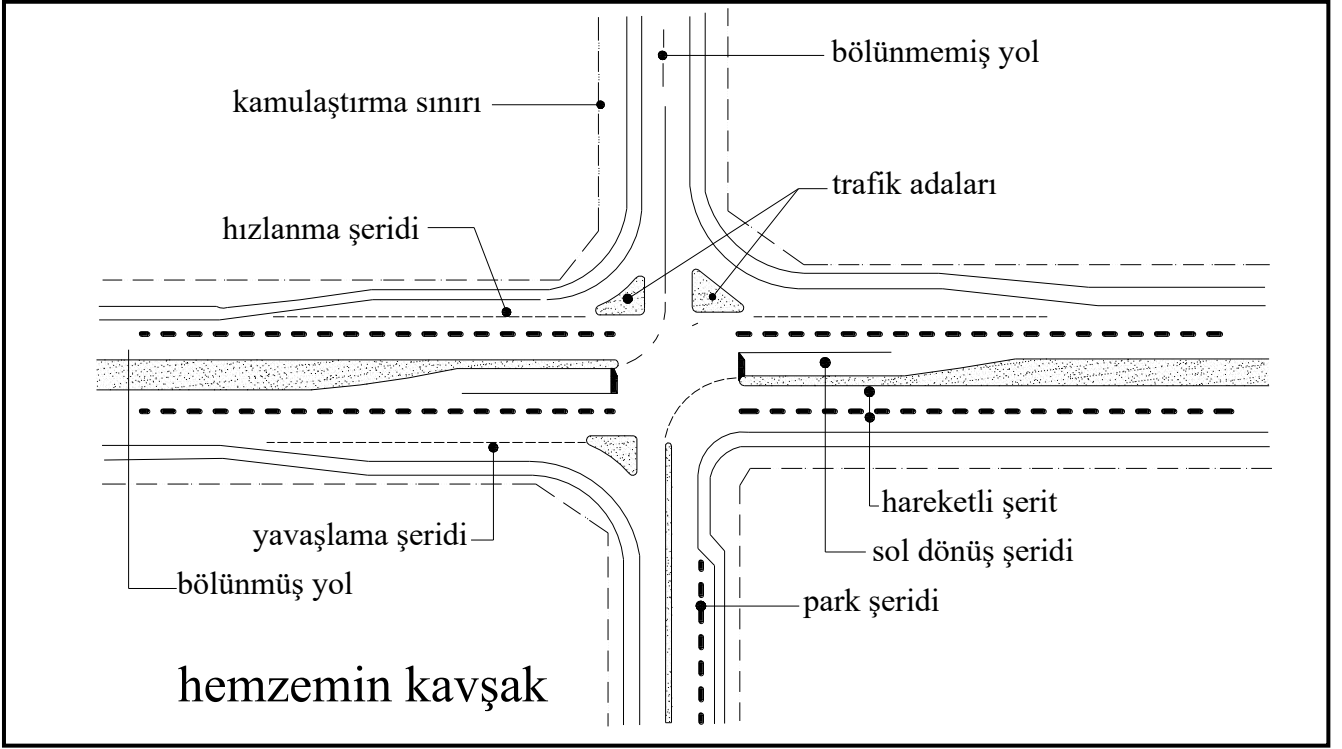 bölünmemiş yol
kamulaştırma sınırı
trafik adaları
hızlanma şeridi
hareketli şerit
yavaşlama şeridi
sol dönüş şeridi
bölünmüş yol
park şeridi
hemzemin kavşak